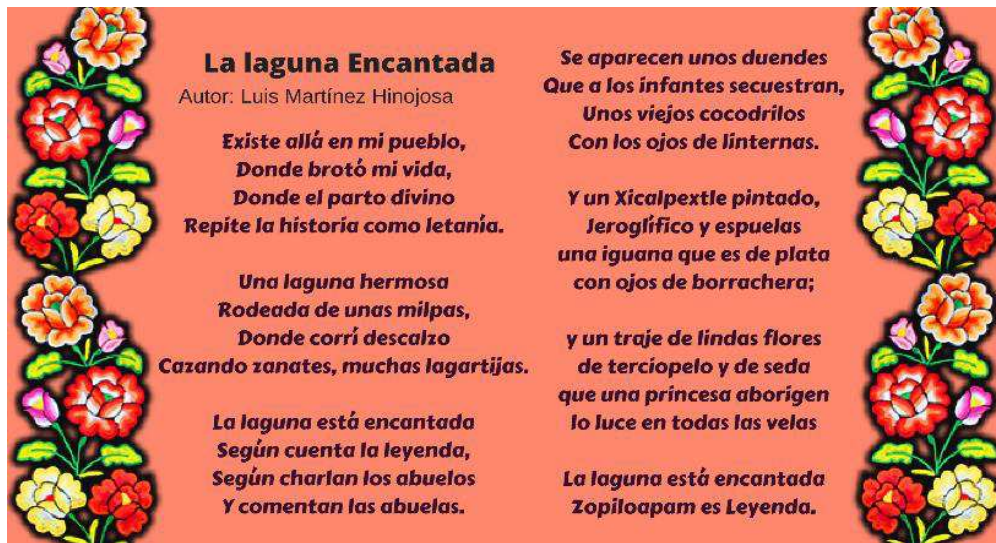 La laguna Encantada
Autor: Luis Martínez Hinojosa
Existe allá en mi pueblo,
Donde brotó mi vida,
Donde el parto divino
Repite la historia como letanía.
Una laguna hermosa
Rodeada de unas milpas,
Donde corrí descalzo
Cazando zanates, muchas lagartijas.
La laguna está encantada
Según cuenta la leyenda,
Según charlan los abuelos
Y comentan las abuelas.
Se aparecen unos duendes
Que a los infantes secuestran,
Unos viejos cocodrilos
Con los ojos de linternas.
Y un Xicalpextle pintado,
Jeroglífico y espuelas
una iguana que es de plata
con ojos de borrachera;
y un traje de lindas flores
de terciopelo y de seda
que una princesa aborigen
lo luce en todas las velas
La laguna está encantada
Zopiloapam es Leyenda.